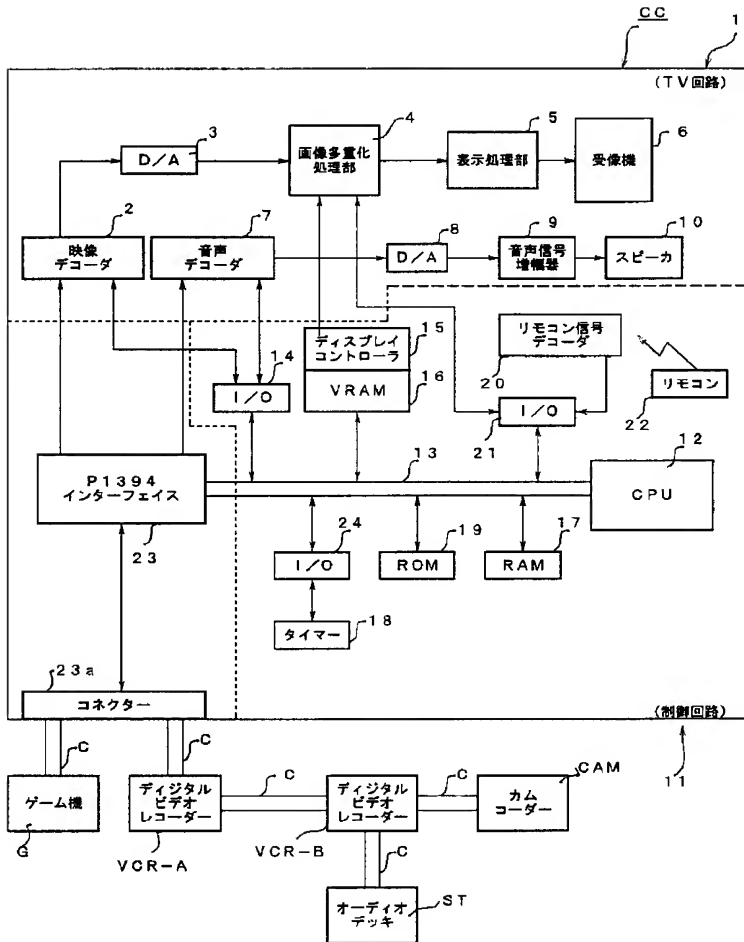 CC
1
(TV回路)
3
D/A
4
画像多重化
処理部
5
表示処理部
6
受像機
2
映像
デコーダ
7
音声
デコーダ
8
D/A
9
音声信号
増幅器
10
スピーカ
14
I/O
ディスプレイ
コントローラ
15
VRAM
16
リモコン信号
デコーダ
20
I/O
21
リモコン
22
P1394
インターフェイス
23
13
12
CPU
24
I/O
19
ROM
17
RAM
タイマー
18
23a
コネクター
(制御回路)
11
C
C
ゲーム機
G
ディジタル
ビデオ
レコーダー
VCR-A
C
ディジタル
ビデオ
レコーダー
VCR-B
C
カム
コーダー
CAM
C
オーディオ
デッキ
ST